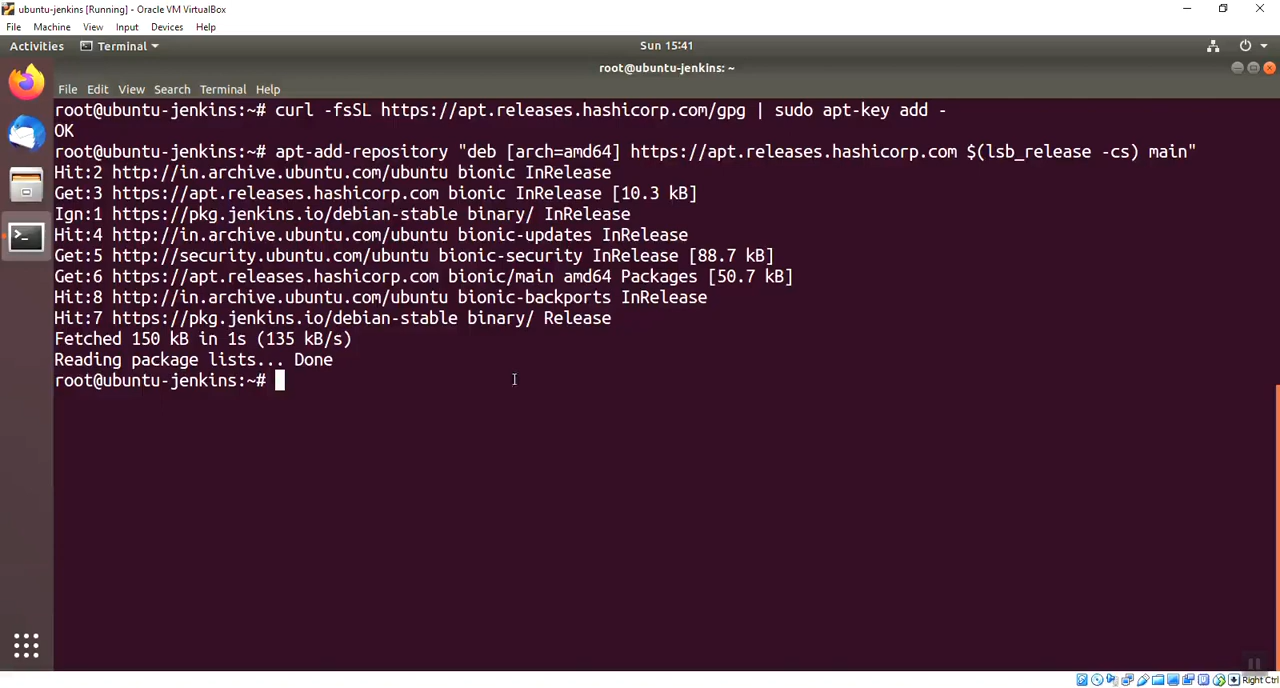 ubuntu-jenkins [Running] - Oracle VM VirtualBox
File Machine View Input Devices Help
Activities Terminal Sun 15:41
root@ubuntu-jenkins: ~
File Edit View Search Terminal Help
root@ubuntu-jenkins:~# curl -fsSL https://apt.releases.hashicorp.com/gpg | sudo apt-key add -
OK
root@ubuntu-jenkins:~# apt-add-repository "deb [arch=amd64] https://apt.releases.hashicorp.com $(lsb_release -cs) main"
Hit:2 http://in.archive.ubuntu.com/ubuntu bionic InRelease
Get:3 https://apt.releases.hashicorp.com bionic InRelease [10.3 kB]
Ign:1 https://pkg.jenkins.io/debian-stable binary/ InRelease
Hit:4 http://in.archive.ubuntu.com/ubuntu bionic-updates InRelease
Get:5 http://security.ubuntu.com/ubuntu bionic-security InRelease [88.7 kB]
Get:6 https://apt.releases.hashicorp.com bionic/main amd64 Packages [50.7 kB]
Hit:8 http://in.archive.ubuntu.com/ubuntu bionic-backports InRelease
Hit:7 https://pkg.jenkins.io/debian-stable binary/ Release
Fetched 150 kB in 1s (135 kB/s)
Reading package lists... Done
root@ubuntu-jenkins:~#
Right Ctrl